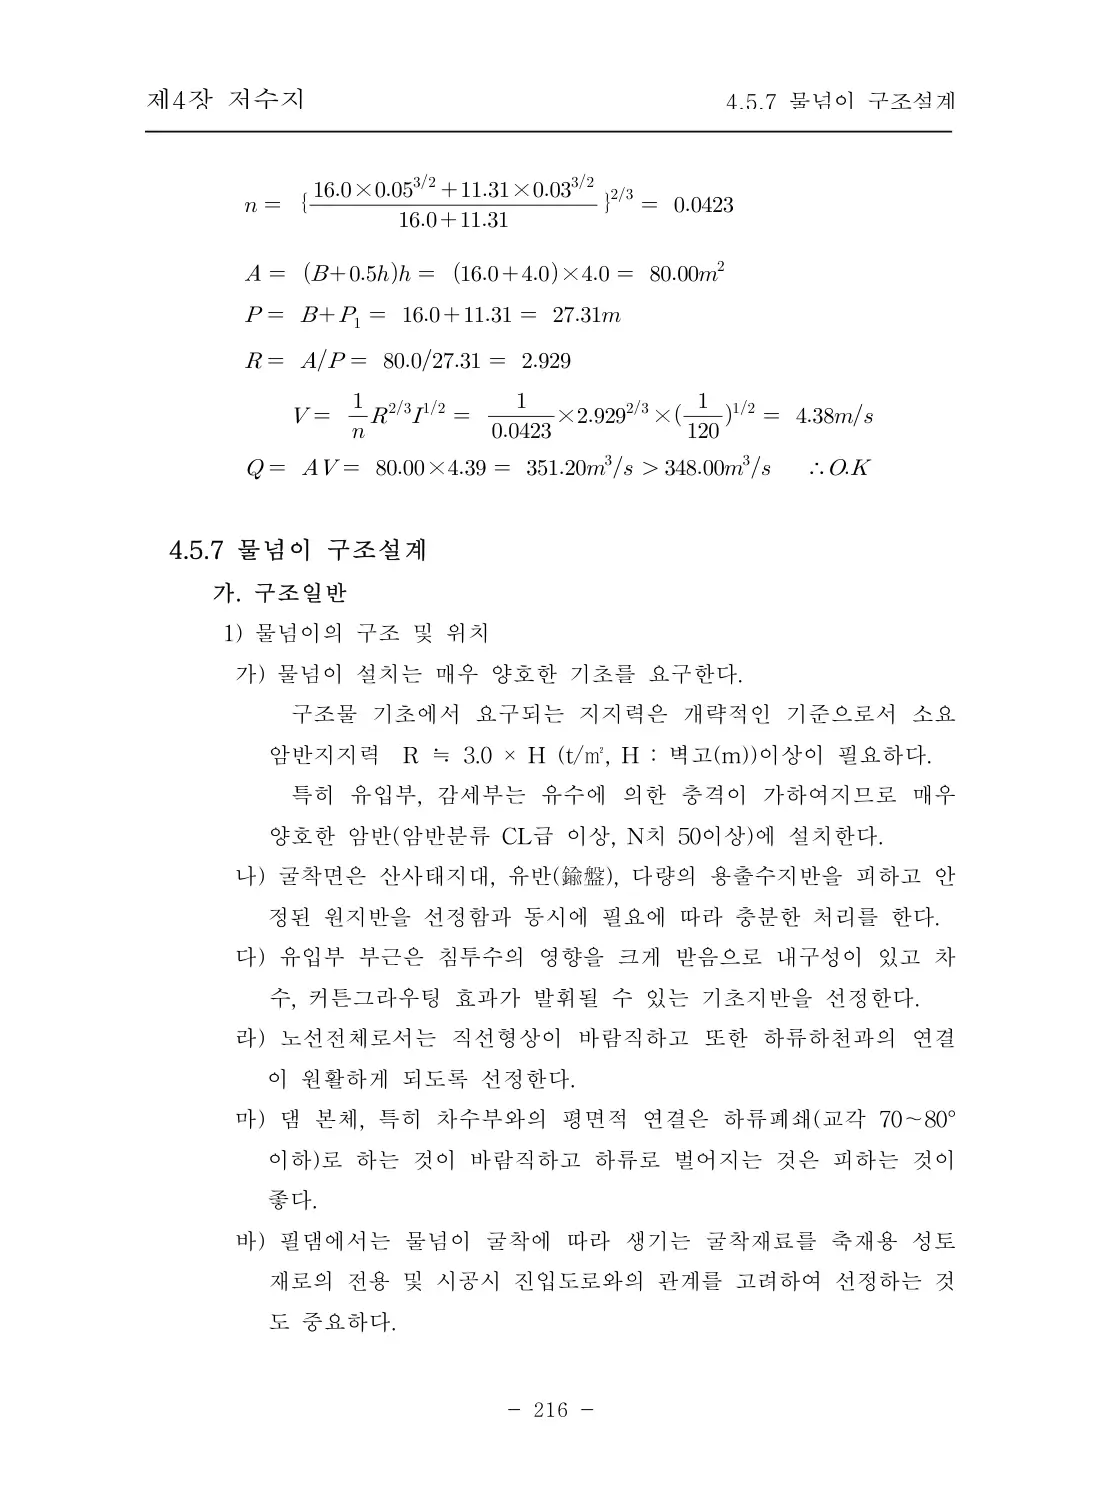 제4장 저수지
4.5.7 물넘이 구조설계
n = {(16.0×0.05^{3/2}+11.31×0.03^{3/2})/(16.0+11.31)}^{2/3} = 0.0423
A = (B+0.5h)h = (16.0+4.0)×4.0 = 80.00m²
P = B+P₁ = 16.0+11.31 = 27.31m
R = A/P = 80.0/27.31 = 2.929
V = 1/n R^{2/3} I^{1/2} = 1/0.0423 ×2.929^{2/3}×(1/120)^{1/2} = 4.38m/s
Q = AV = 80.00×4.39 = 351.20m³/s > 348.00m³/s ∴O.K
4.5.7 물넘이 구조설계
가. 구조일반
1) 물넘이의 구조 및 위치
가) 물넘이 설치는 매우 양호한 기초를 요구한다.
구조물 기초에서 요구되는 지지력은 개략적인 기준으로서 소요
암반지지력 R ≒ 3.0 × H (t/㎡, H : 벽고(m))이상이 필요하다.
특히 유입부, 감세부는 유수에 의한 충격이 가하여지므로 매우
양호한 암반(암반분류 CL급 이상, N치 50이상)에 설치한다.
나) 굴착면은 산사태지대, 유반(鍮盤), 다량의 용출수지반을 피하고 안
정된 원지반을 선정함과 동시에 필요에 따라 충분한 처리를 한다.
다) 유입부 부근은 침투수의 영향을 크게 받음으로 내구성이 있고 차
수, 커튼그라우팅 효과가 발휘될 수 있는 기초지반을 선정한다.
라) 노선전체로서는 직선형상이 바람직하고 또한 하류하천과의 연결
이 원활하게 되도록 선정한다.
마) 댐 본체, 특히 차수부와의 평면적 연결은 하류폐쇄(교각 70~80°
이하)로 하는 것이 바람직하고 하류로 벌어지는 것은 피하는 것이
좋다.
바) 필댐에서는 물넘이 굴착에 따라 생기는 굴착재료를 축재용 성토
재로의 전용 및 시공시 진입도로와의 관계를 고려하여 선정하는 것
도 중요하다.
- 216 -